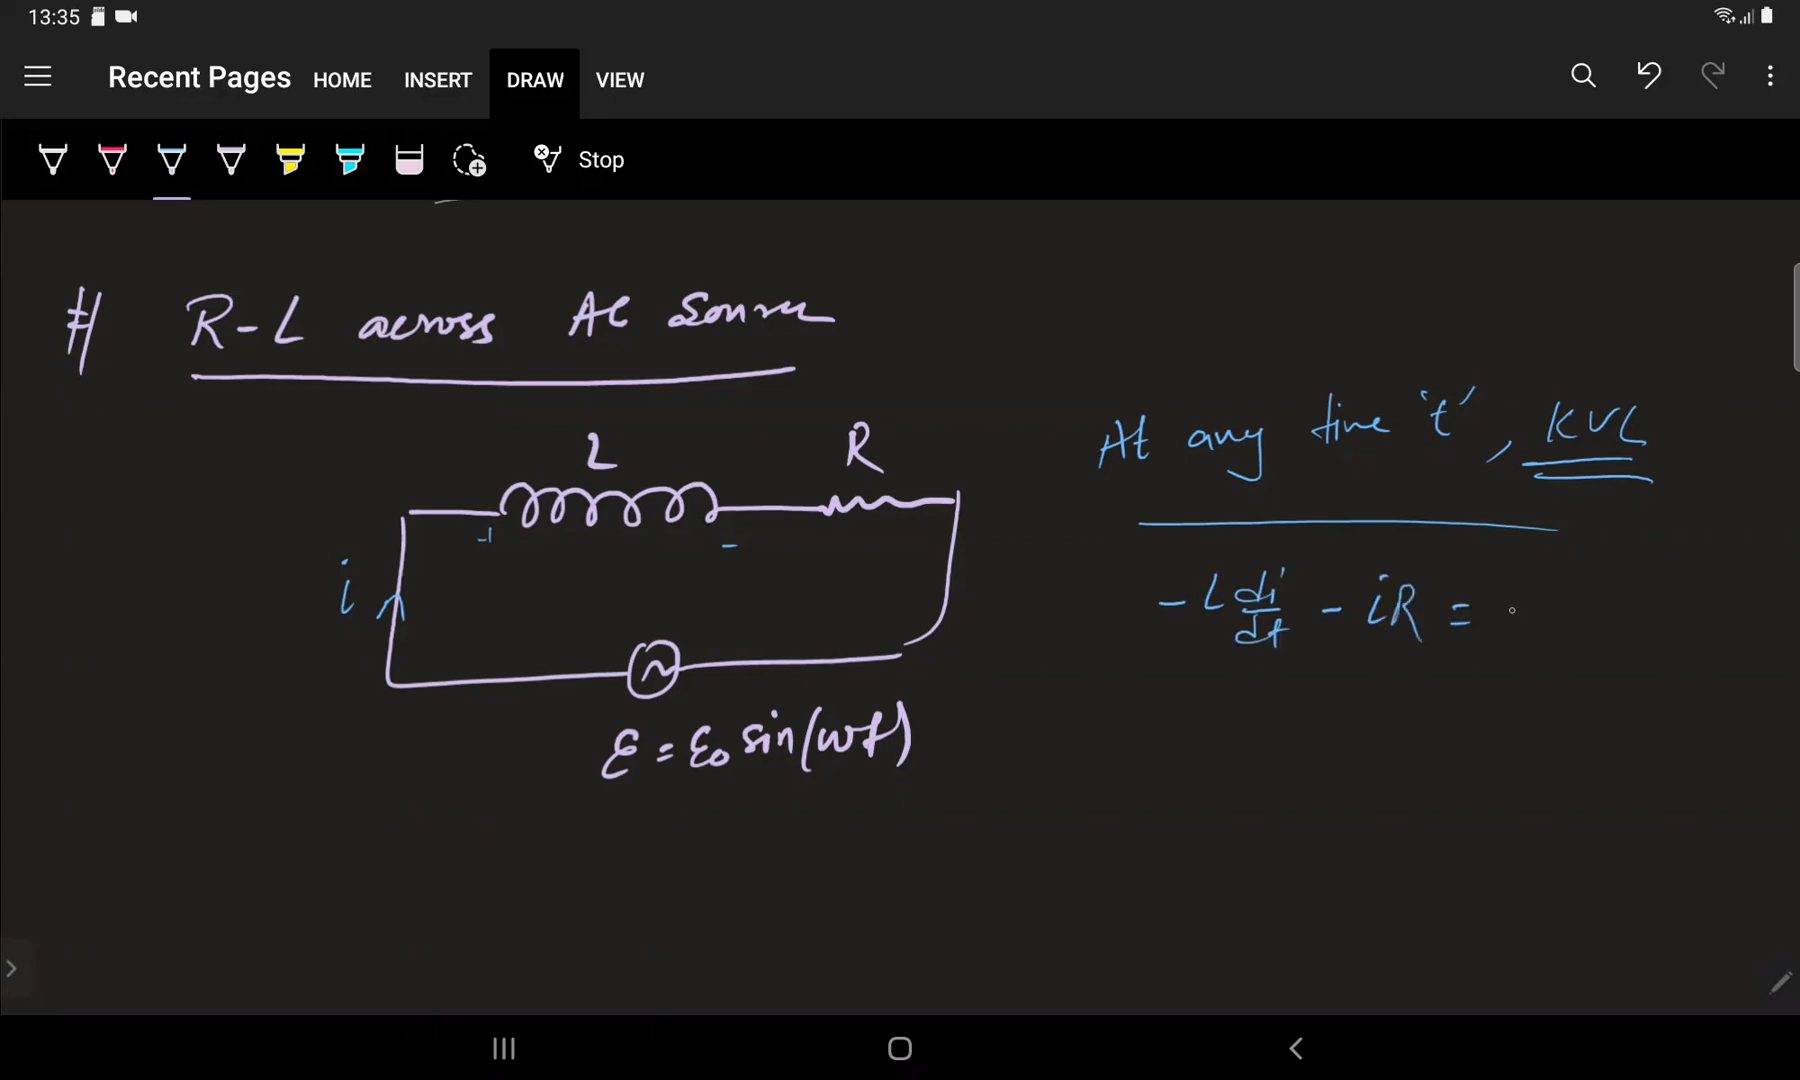 13:35
Recent Pages HOME INSERT DRAW VIEW
Stop
# R-L across AC Source
At any time 't', KVL
L R
+ -
i
- L di/dt - iR =
ε = ε₀ sin(ωt)